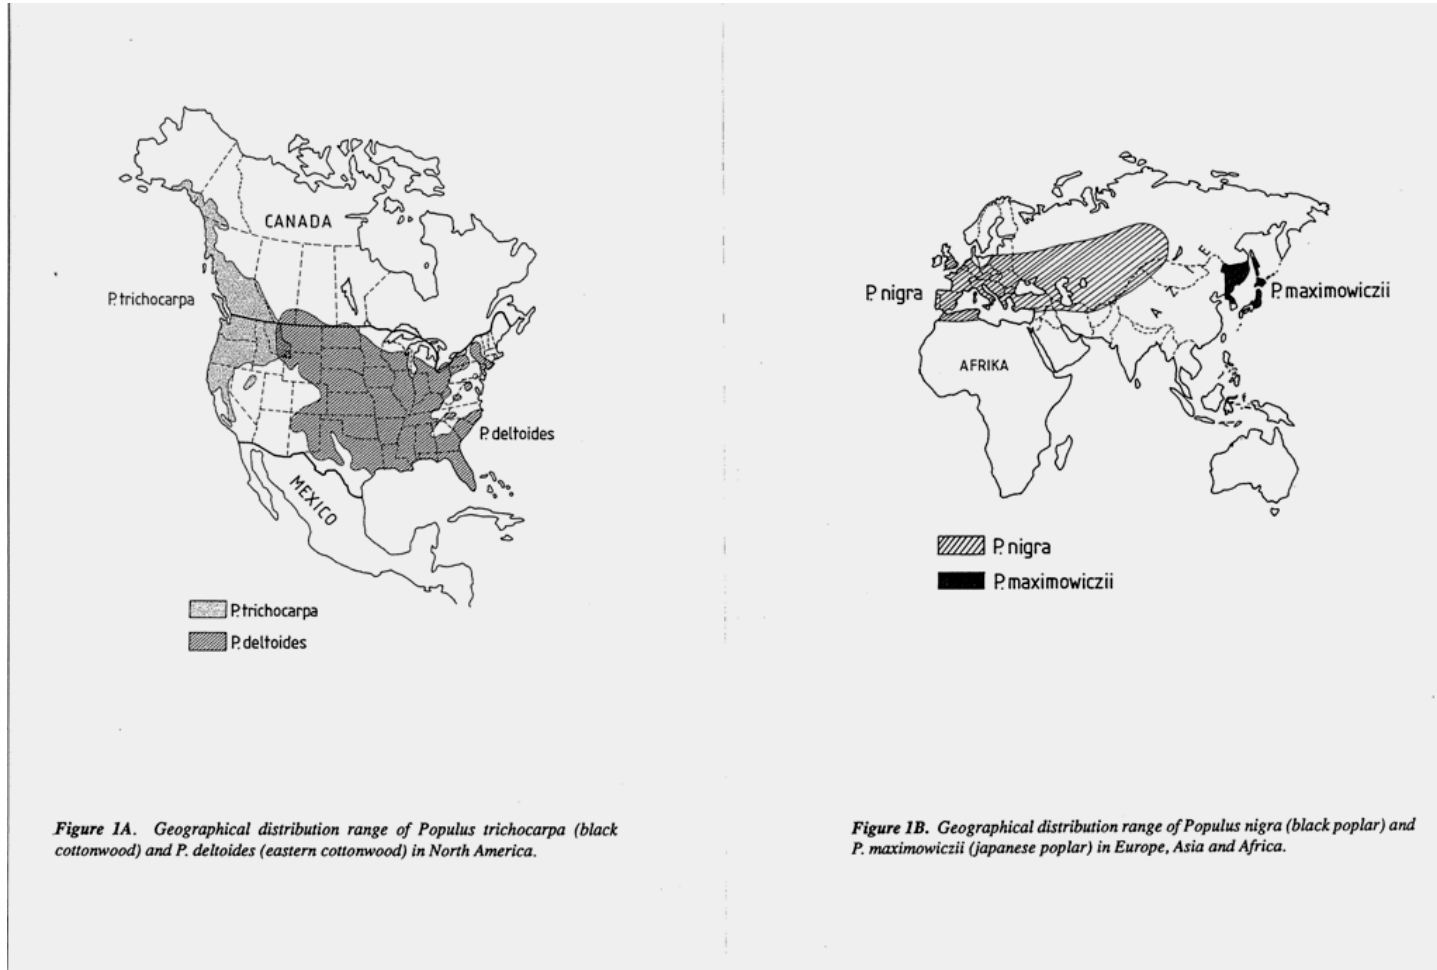 CANADA
P. trichocarpa
P. deltoides
MEXICO
P. trichocarpa
P. deltoides
Figure 1A. Geographical distribution range of Populus trichocarpa (black
cottonwood) and P. deltoides (eastern cottonwood) in North America.
P. nigra
P. maximowiczii
AFRIKA
P. nigra
P. maximowiczii
Figure 1B. Geographical distribution range of Populus nigra (black poplar) and
P. maximowiczii (japanese poplar) in Europe, Asia and Africa.